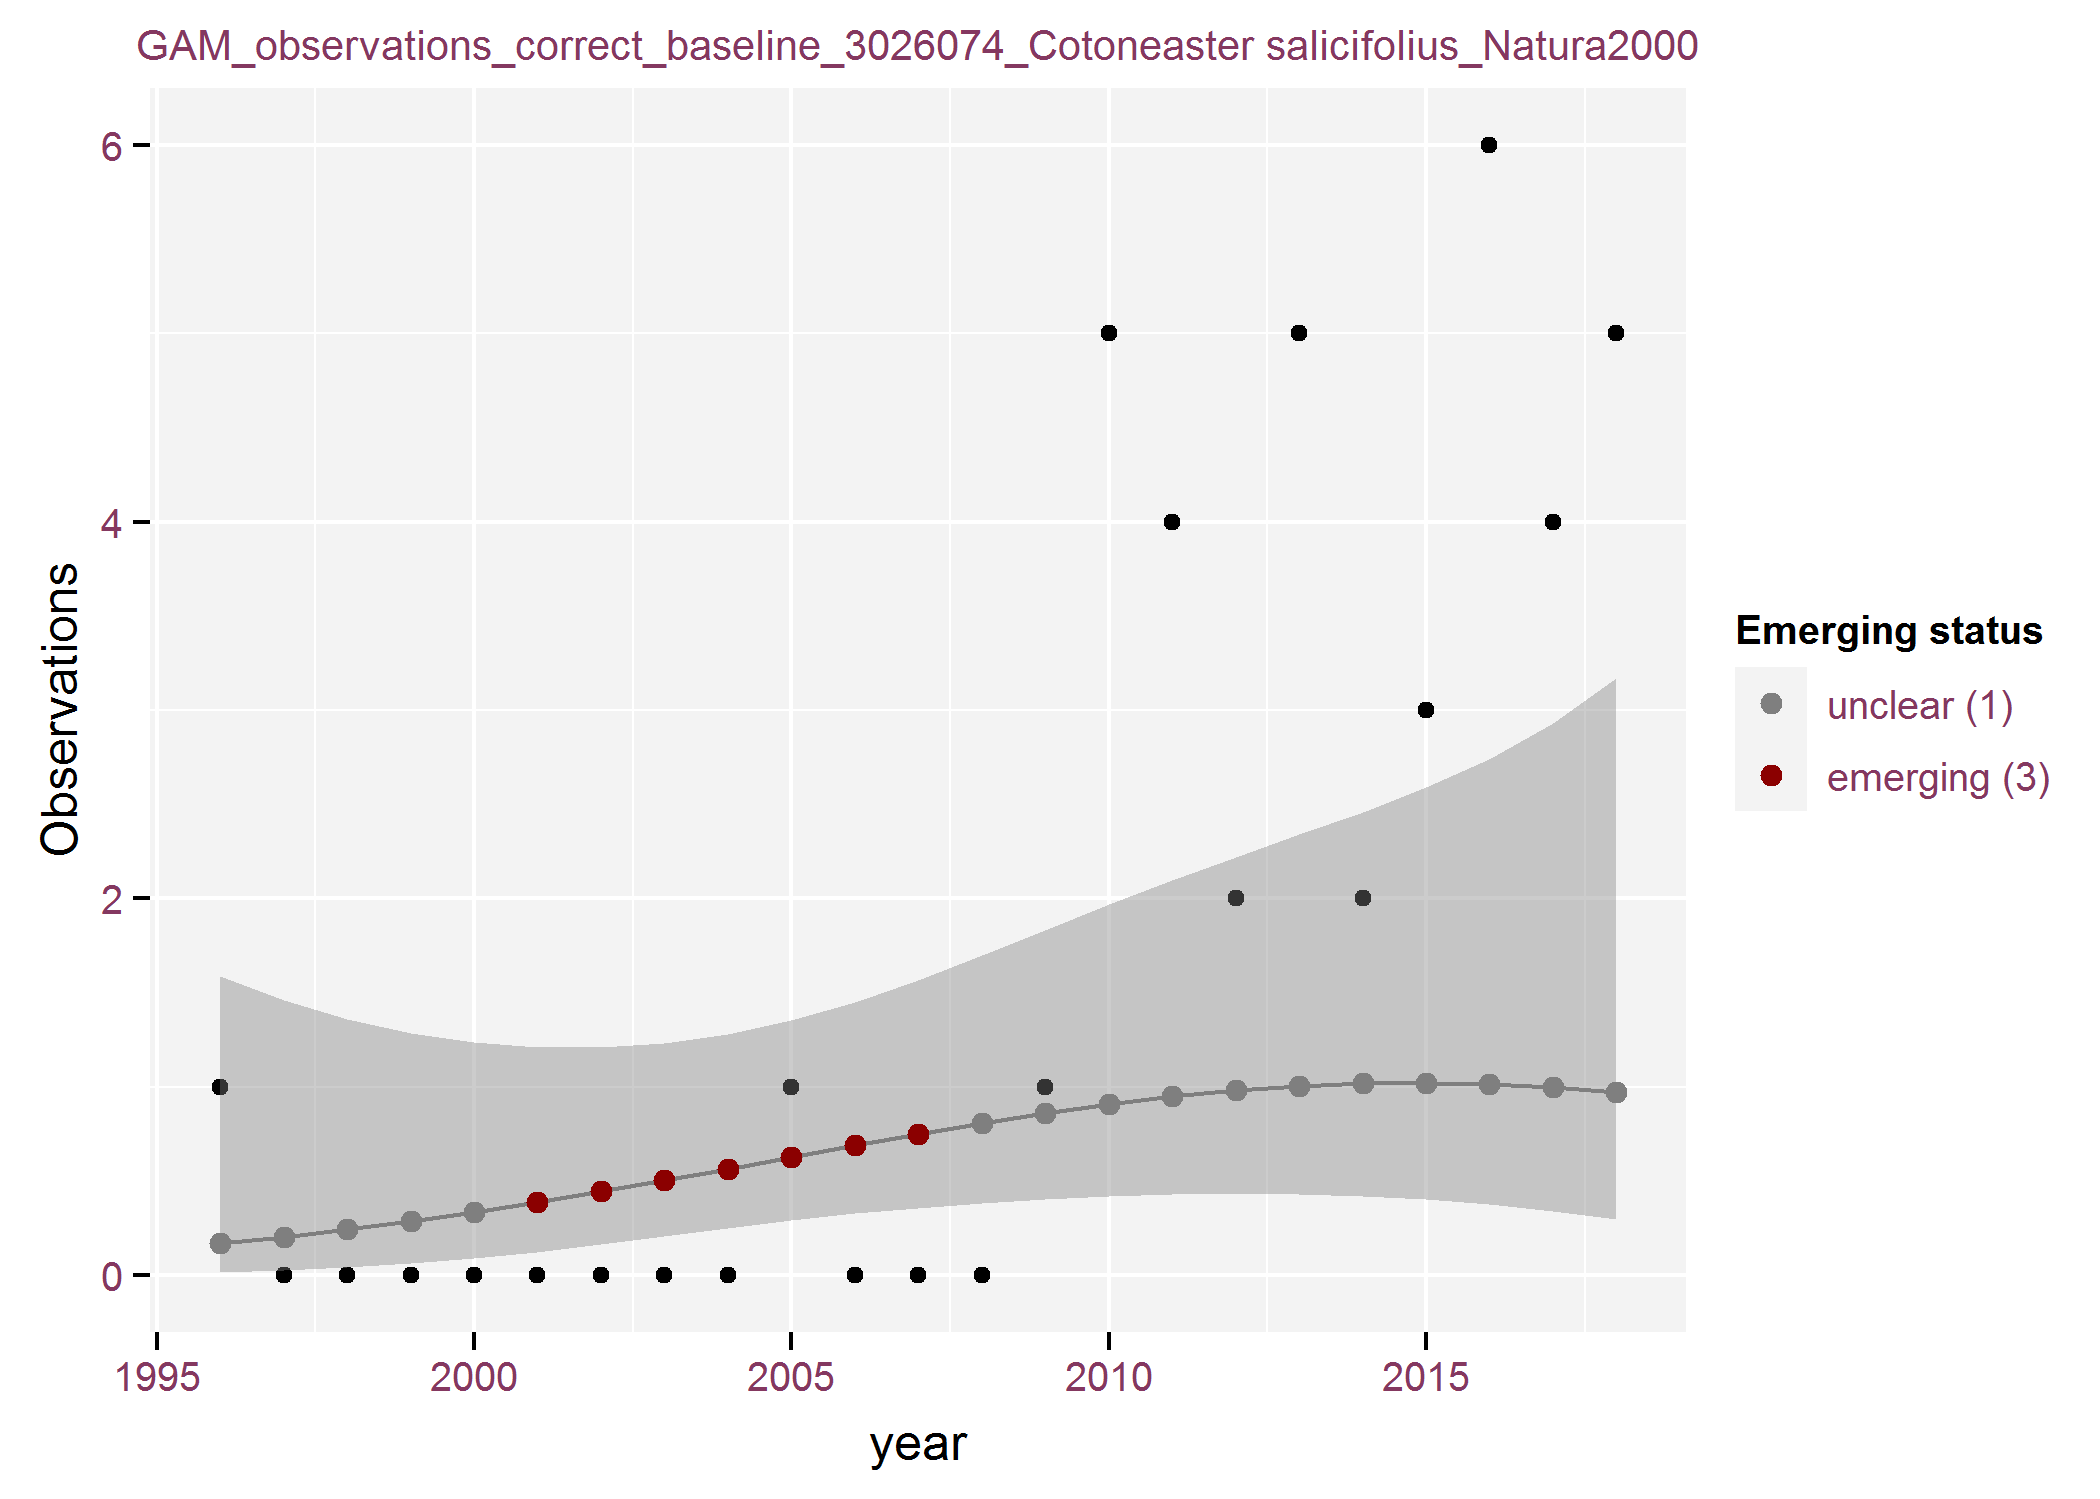 GAM_observations_correct_baseline_3026074_Cotoneaster salicifolius_Natura2000
6
4
2
0
Observations
1995 2000 2005 2010 2015
year
Emerging status
unclear (1)
emerging (3)